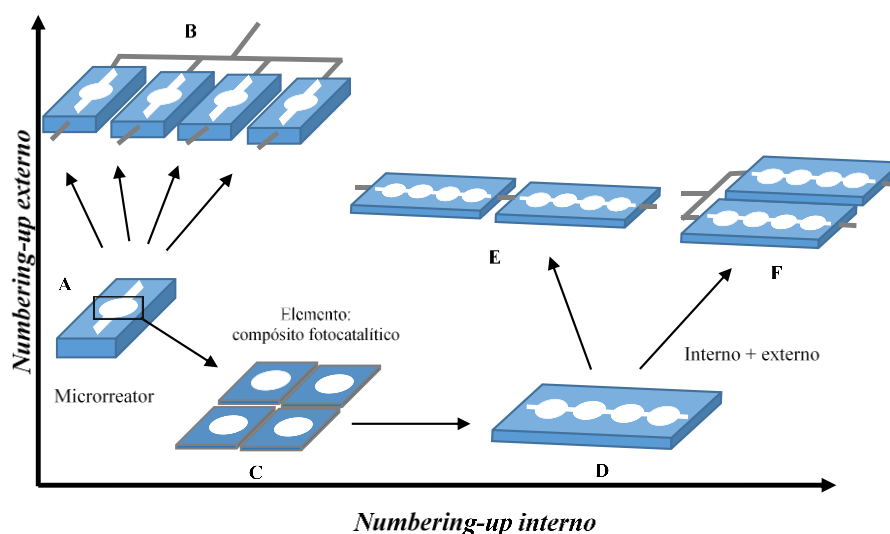 B
Numbering-up externo
E
F
A
Elemento:
compósito fotocatalítico
Interno + externo
Microrreator
C
D
Numbering-up interno